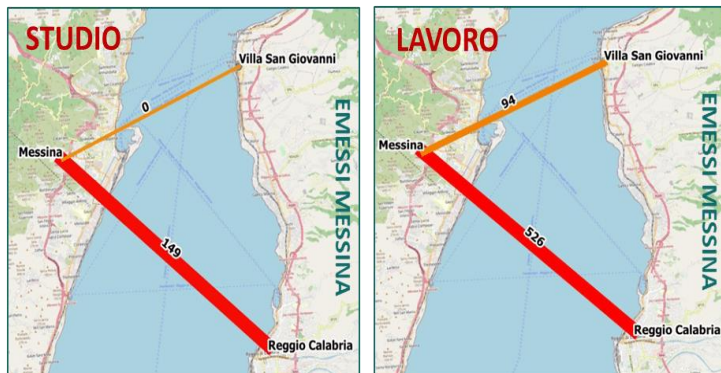 STUDIO
Villa San Giovanni
0
Messina
149
Reggio Calabria
EMESSI MESSINA
LAVORO
Villa San Giovanni
94
Messina
526
Reggio Calabria
EMESSI MESSINA